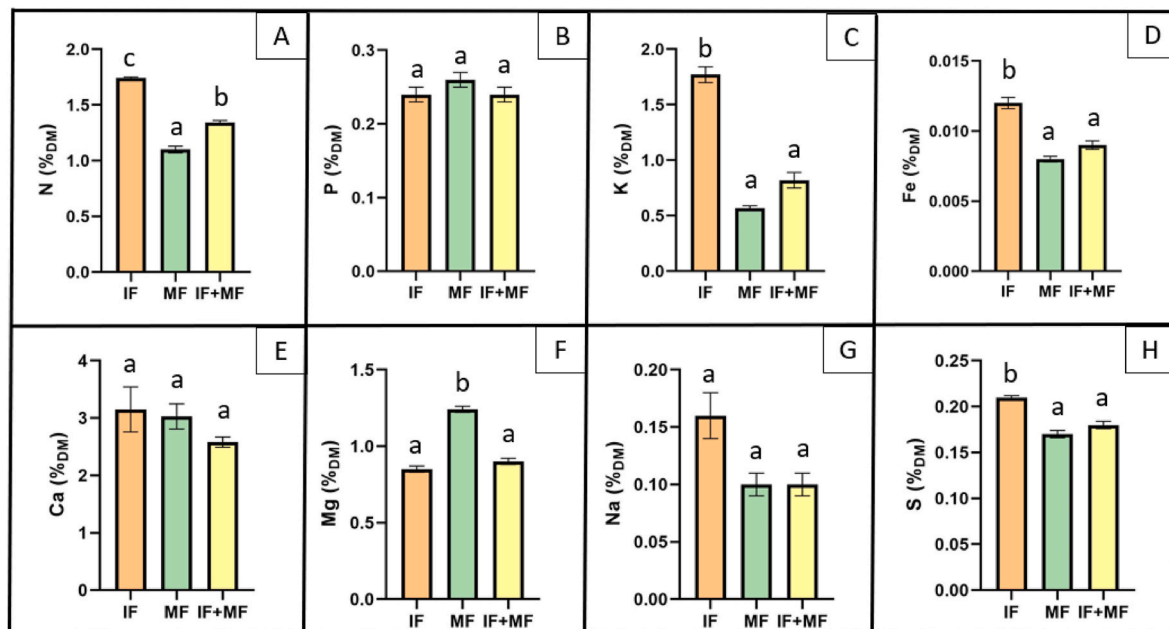 A
N (%DM)
2.0
1.5
1.0
0.5
0.0
c
a
b
IF MF IF+MF
B
P (%DM)
0.3
0.2
0.1
0.0
a
a
a
IF MF IF+MF
C
K (%DM)
2.0
1.5
1.0
0.5
0.0
b
a
a
IF MF IF+MF
D
Fe (%DM)
0.015
0.010
0.005
0.000
b
a
a
IF MF IF+MF
E
Ca (%DM)
4
3
2
1
0
a
a
a
IF MF IF+MF
F
Mg (%DM)
1.5
1.0
0.5
0.0
a
b
a
IF MF IF+MF
G
Na (%DM)
0.20
0.15
0.10
0.05
0.00
a
a
a
IF MF IF+MF
H
S (%DM)
0.25
0.20
0.15
0.10
0.05
0.00
b
a
a
IF MF IF+MF